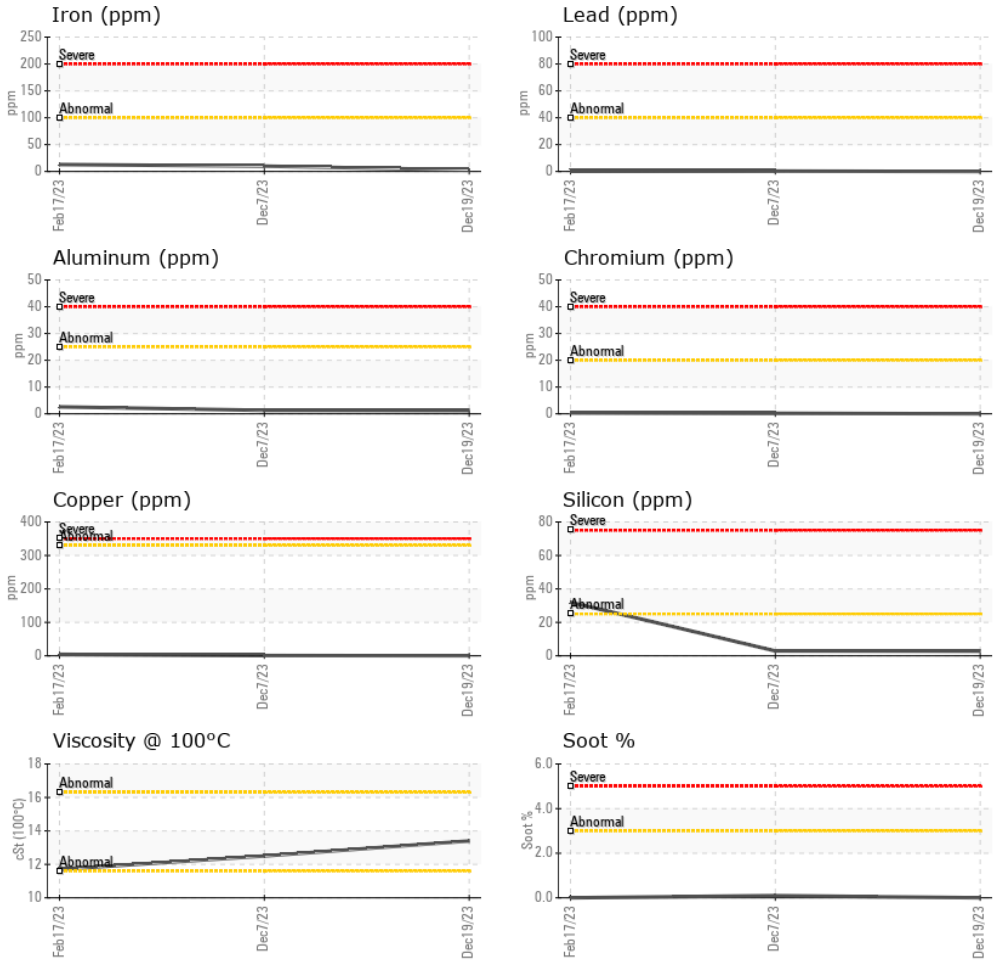 Iron (ppm)
250
200
150
100
50
0
ppm
Severe
Abnormal
Feb17/23
Dec7/23
Dec19/23
Lead (ppm)
100
80
60
40
20
0
ppm
Severe
Abnormal
Feb17/23
Dec7/23
Dec19/23
Aluminum (ppm)
50
40
30
20
10
0
ppm
Severe
Abnormal
Feb17/23
Dec7/23
Dec19/23
Chromium (ppm)
50
40
30
20
10
0
ppm
Severe
Abnormal
Feb17/23
Dec7/23
Dec19/23
Copper (ppm)
400
300
200
100
0
ppm
Severe
Abnormal
Feb17/23
Dec7/23
Dec19/23
Silicon (ppm)
80
60
40
20
0
ppm
Severe
Abnormal
Feb17/23
Dec7/23
Dec19/23
Viscosity @ 100°C
18
16
14
12
10
cSt (100°C)
Abnormal
Abnormal
Feb17/23
Dec7/23
Dec19/23
Soot %
6.0
4.0
2.0
0.0
Soot %
Severe
Abnormal
Feb17/23
Dec7/23
Dec19/23